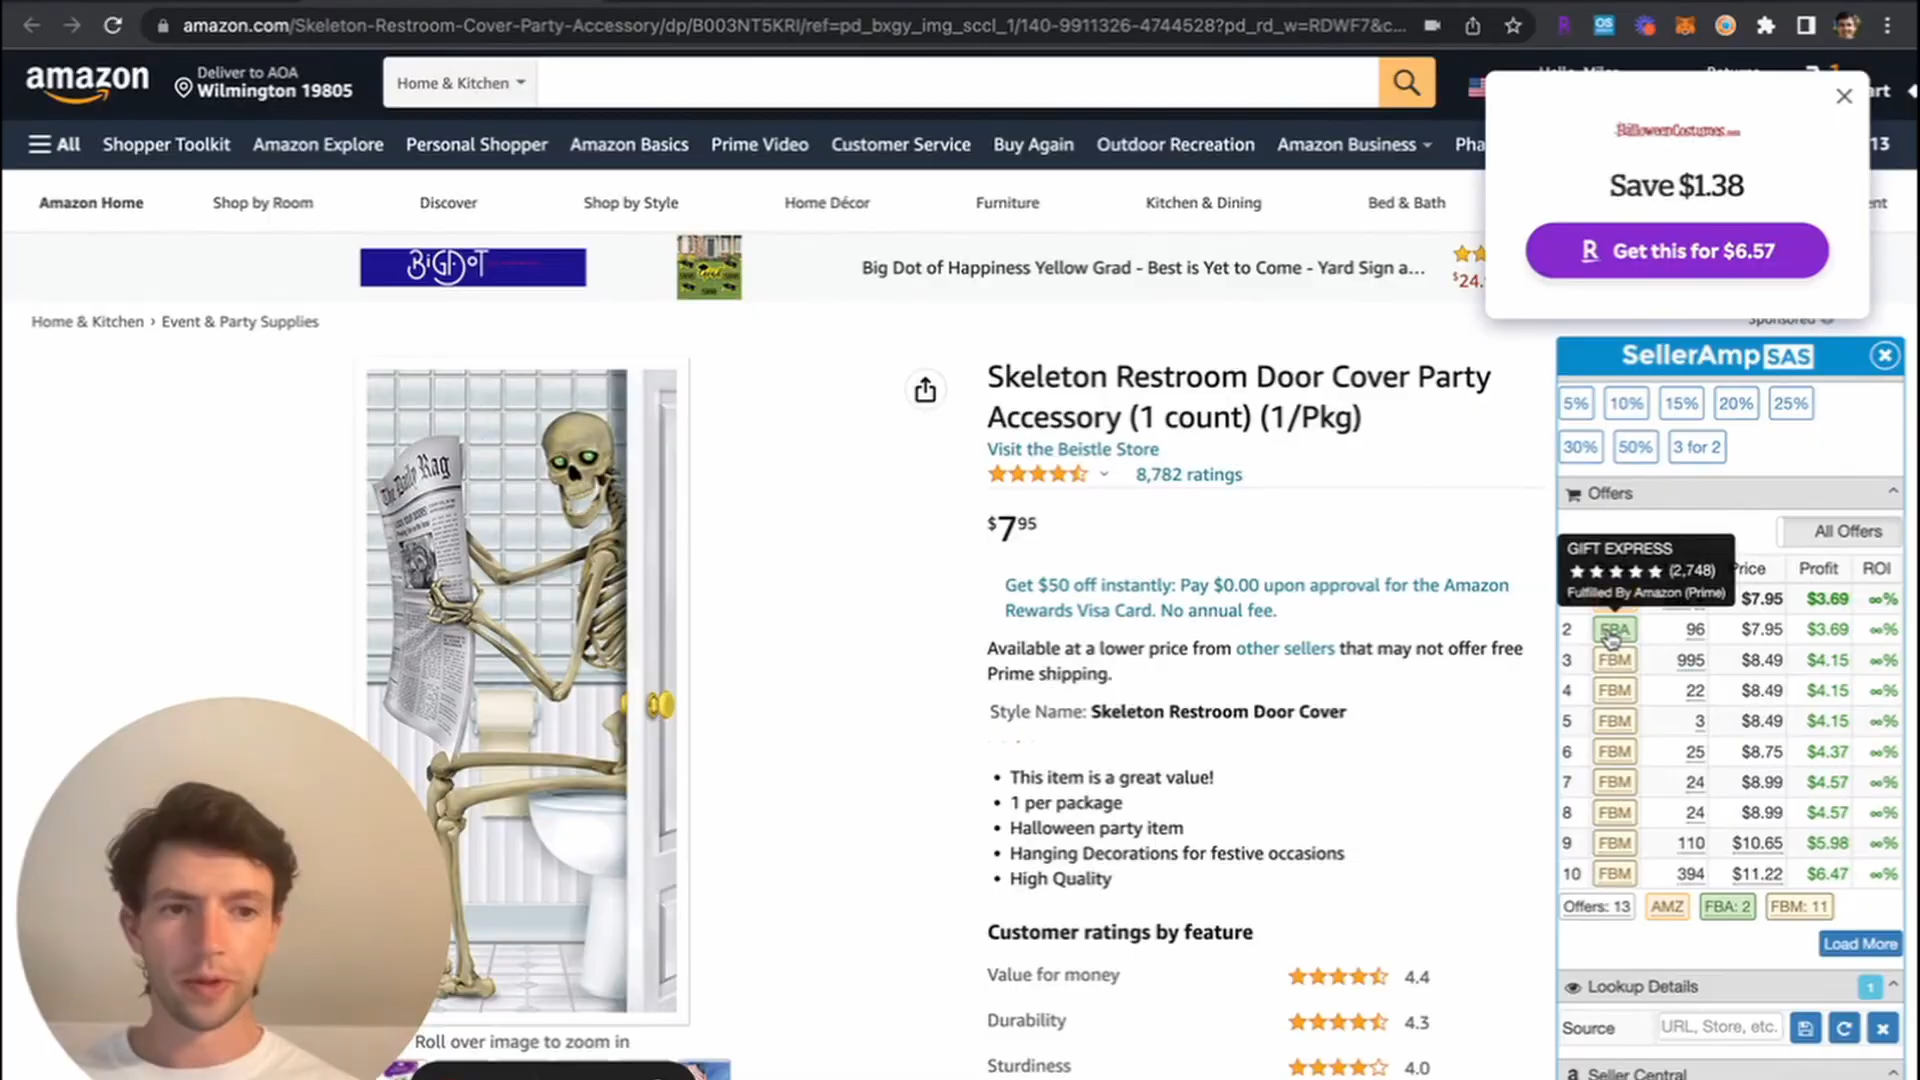 amazon.com/Skeleton-Restroom-Cover-Party-Accessory/dp/B003NT5KRI/ref=pd_bxgy_img_sccl_1/140-9911326-4744528?pd_rd_w=RDWF7&c...
amazon
Deliver to AOA
Wilmington 19805
Home & Kitchen
All
Shopper Toolkit
Amazon Explore
Personal Shopper
Amazon Basics
Prime Video
Customer Service
Buy Again
Outdoor Recreation
Amazon Business
Pha
13
HalloweenCostumes.com
Save $1.38
R Get this for $6.57
Amazon Home
Shop by Room
Discover
Shop by Style
Home Décor
Furniture
Kitchen & Dining
Bed & Bath
BIGDOT
Big Dot of Happiness Yellow Grad - Best is Yet to Come - Yard Sign a...
$24.
Sponsored
Home & Kitchen › Event & Party Supplies
The Daily Rag
Roll over image to zoom in
Skeleton Restroom Door Cover Party
Accessory (1 count) (1/Pkg)
Visit the Beistle Store
8,782 ratings
$7 95
Get $50 off instantly: Pay $0.00 upon approval for the Amazon
Rewards Visa Card. No annual fee.
Available at a lower price from other sellers that may not offer free
Prime shipping.
Style Name: Skeleton Restroom Door Cover
• This item is a great value!
• 1 per package
• Halloween party item
• Hanging Decorations for festive occasions
• High Quality
Customer ratings by feature
Value for money 4.4
Durability 4.3
Sturdiness 4.0
SellerAmp SAS
5% 10% 15% 20% 25%
30% 50% 3 for 2
Offers
All Offers
GIFT EXPRESS
(2,748)
Fulfilled By Amazon (Prime)
Price Profit ROI
$7.95 $3.69 ∞%
2 FBA 96 $7.95 $3.69 ∞%
3 FBM 995 $8.49 $4.15 ∞%
4 FBM 22 $8.49 $4.15 ∞%
5 FBM 3 $8.49 $4.15 ∞%
6 FBM 25 $8.75 $4.37 ∞%
7 FBM 24 $8.99 $4.57 ∞%
8 FBM 24 $8.99 $4.57 ∞%
9 FBM 110 $10.65 $5.98 ∞%
10 FBM 394 $11.22 $6.47 ∞%
Offers: 13 AMZ FBA: 2 FBM: 11
Load More
Lookup Details 1
Source URL, Store, etc.
a Seller Central